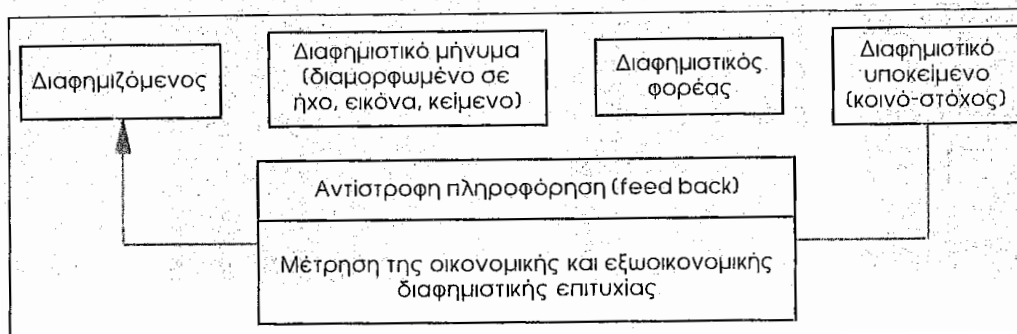 Διαφημιζόμενος
Διαφημιστικό μήνυμα
(διαμορφωμένο σε
ήχο, εικόνα, κείμενο)
Διαφημιστικός
φορέας
Διαφημιστικό
υποκείμενο
(κοινό-στόχος)
Αντίστροφη πληροφόρηση (feed back)
Μέτρηση της οικονομικής και εξωοικονομικής
διαφημιστικής επιτυχίας